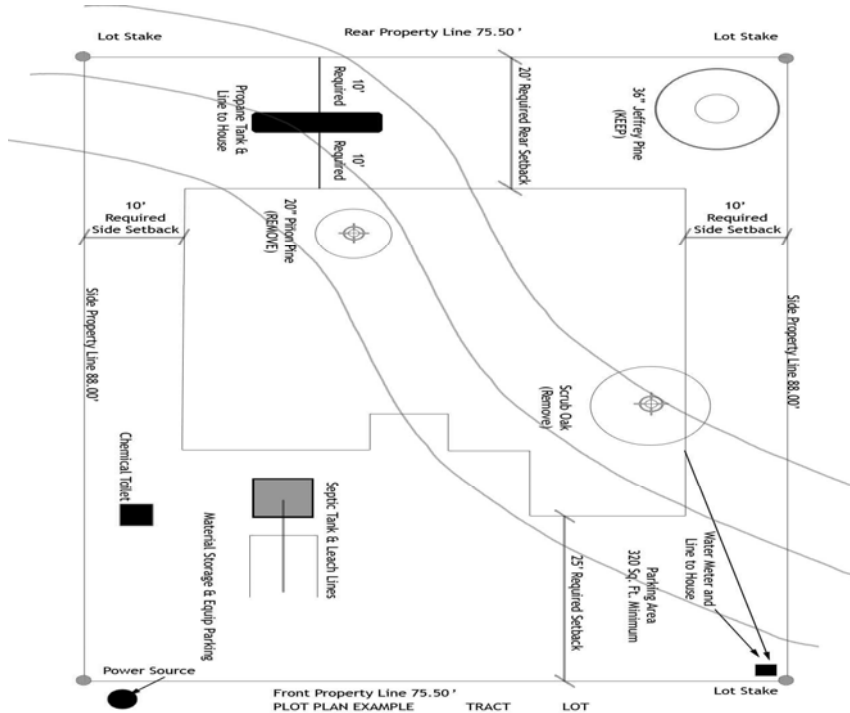 Rear Property Line 75.50 '
Lot Stake
Lot Stake
10'
Required
10'
Required
Propane Tank &
Line to House
20' Required Rear Setback
36" Jeffrey Pine
(KEEP)
10'
Required
Side Setback
20" Piñon Pine
(REMOVE)
10'
Required
Side Setback
Side Property Line 88.00'
Side Property Line 88.00'
Scrub Oak
(Remove)
Chemical Toilet
Septic Tank & Leach Lines
Material Storage & Equip Parking
25' Required Setback
Parking Area
320 Sq. Ft. Minimum
Water Meter and
Line to House
Power Source
Lot Stake
Front Property Line 75.50 '
PLOT PLAN EXAMPLE TRACT LOT